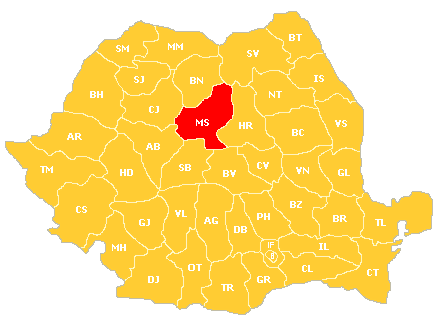 BT
SM
MM
SV
SJ
BN
IS
BH
CJ
NT
MS
HR
VS
AR
BC
AB
TM
HD
SB
BV
CV
VN
GL
CS
GJ
VL
AG
PH
BZ
BR
TL
DB
MH
IF
IL
DJ
OT
TR
GR
CL
CT